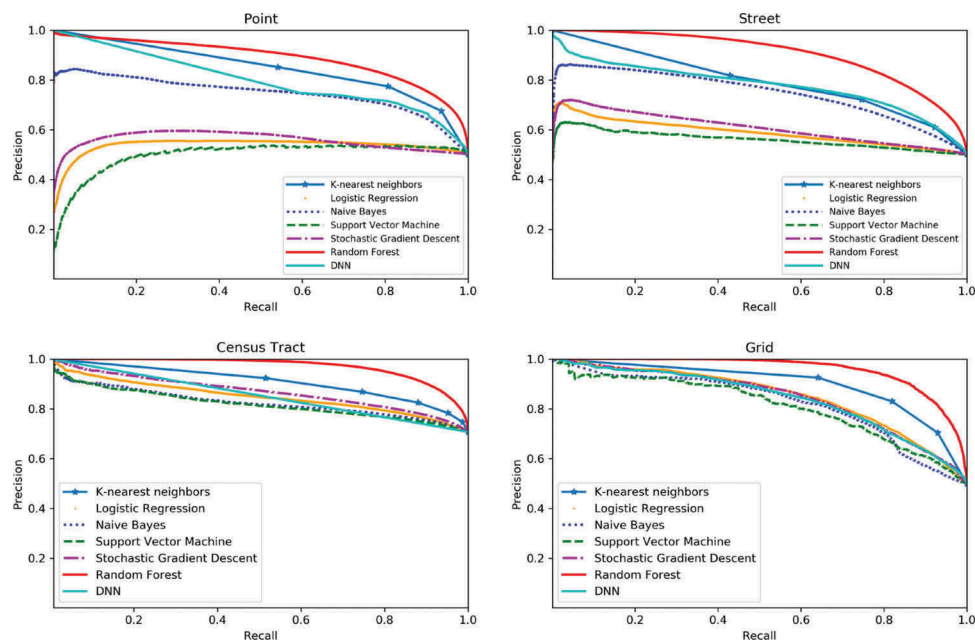 Point
Precision
1.0
0.8
0.6
0.4
0.2
0.2 0.4 0.6 0.8 1.0
Recall
K-nearest neighbors
Logistic Regression
Naive Bayes
Support Vector Machine
Stochastic Gradient Descent
Random Forest
DNN
Street
Precision
1.0
0.8
0.6
0.4
0.2
0.2 0.4 0.6 0.8 1.0
Recall
K-nearest neighbors
Logistic Regression
Naive Bayes
Support Vector Machine
Stochastic Gradient Descent
Random Forest
DNN
Census Tract
Precision
1.0
0.8
0.6
0.4
0.2
0.2 0.4 0.6 0.8 1.0
Recall
K-nearest neighbors
Logistic Regression
Naive Bayes
Support Vector Machine
Stochastic Gradient Descent
Random Forest
DNN
Grid
Precision
1.0
0.8
0.6
0.4
0.2
0.2 0.4 0.6 0.8 1.0
Recall
K-nearest neighbors
Logistic Regression
Naive Bayes
Support Vector Machine
Stochastic Gradient Descent
Random Forest
DNN